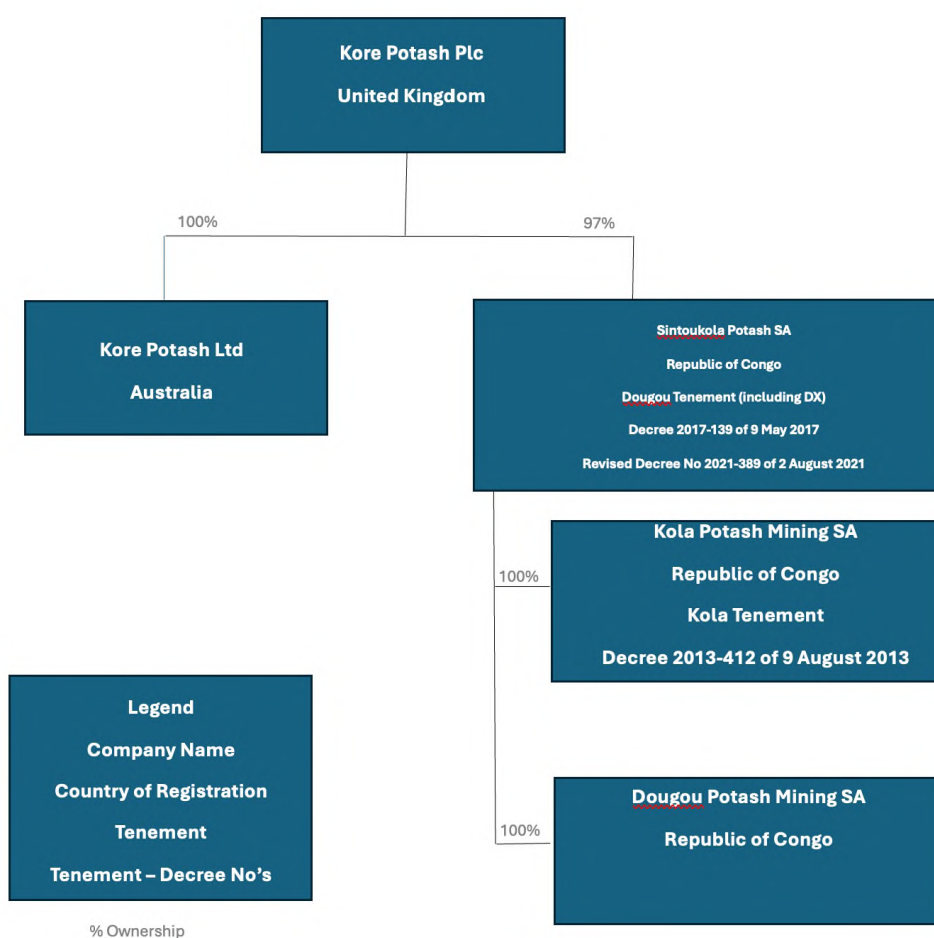 Kore Potash Plc
United Kingdom
100%
97%
Kore Potash Ltd
Australia
Sintoukola Potash SA
Republic of Congo
Dougou Tenement (including DX)
Decree 2017-139 of 9 May 2017
Revised Decree No 2021-389 of 2 August 2021
100%
Kola Potash Mining SA
Republic of Congo
Kola Tenement
Decree 2013-412 of 9 August 2013
100%
Dougou Potash Mining SA
Republic of Congo
Legend
Company Name
Country of Registration
Tenement
Tenement – Decree No's
% Ownership